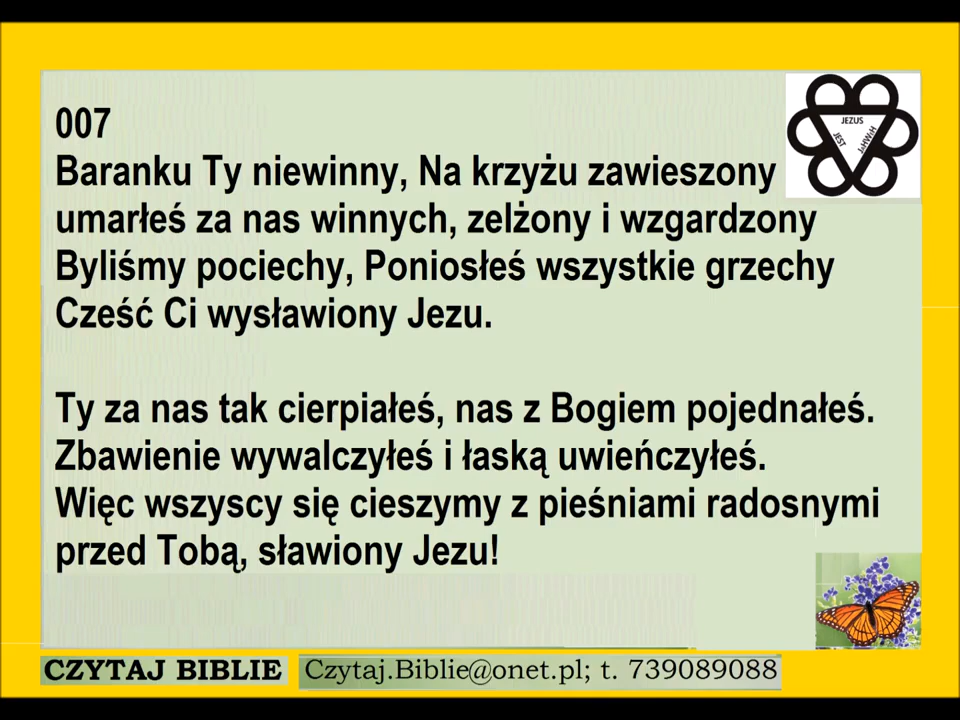 007
Baranku Ty niewinny, Na krzyżu zawieszony
umarłeś za nas winnych, zelżony i wzgardzony
Byliśmy pociechy, Poniosłeś wszystkie grzechy
Cześć Ci wysławiony Jezu.
Ty za nas tak cierpiałeś, nas z Bogiem pojednałeś.
Zbawienie wywalczyłeś i łaską uwieńczyłeś.
Więc wszyscy się cieszymy z pieśniami radosnymi
przed Tobą, sławiony Jezu!
JEZUS
JEST
JaHWeH
CZYTAJ BIBLIE
Czytaj.Biblie@onet.pl; t. 739089088